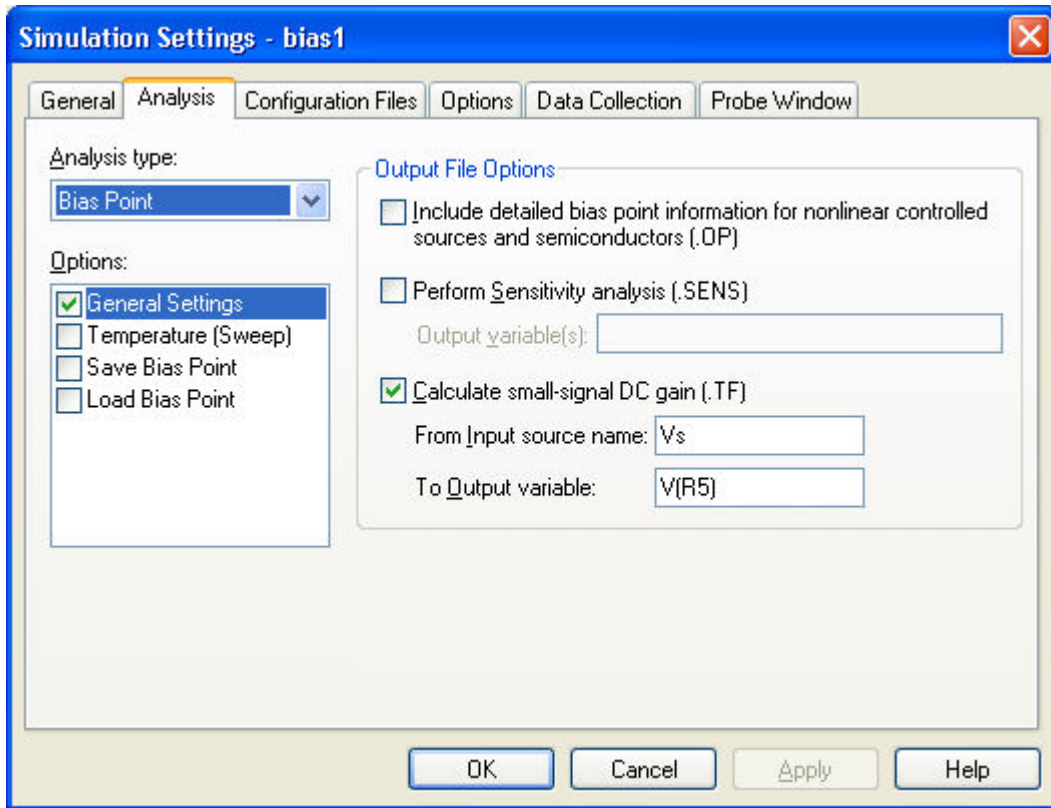 Simulation Settings - bias1
General Analysis Configuration Files Options Data Collection Probe Window
Analysis type:
Bias Point
Options:
General Settings
Temperature (Sweep)
Save Bias Point
Load Bias Point
Output File Options
Include detailed bias point information for nonlinear controlled
sources and semiconductors (.OP)
Perform Sensitivity analysis (.SENS)
Output variable(s):
Calculate small-signal DC gain (.TF)
From Input source name: Vs
To Output variable: V(R5)
OK Cancel Apply Help